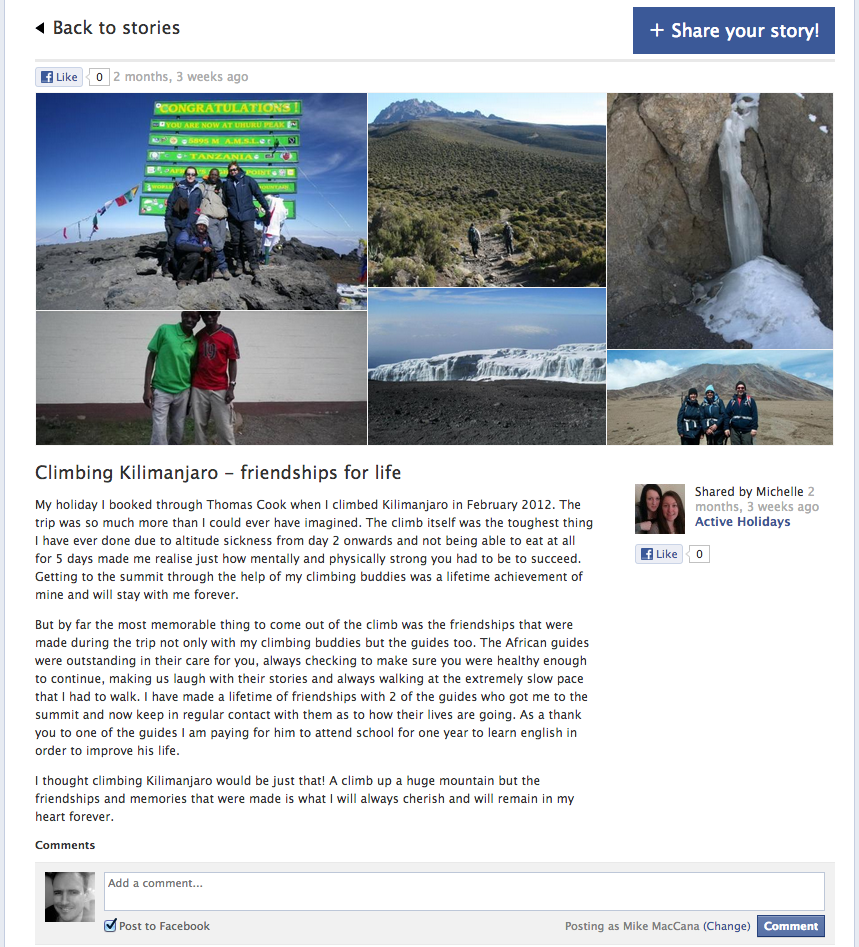 Back to stories
+ Share your story!
Like 0 2 months, 3 weeks ago
CONGRATULATIONS !
YOU ARE NOW AT UHURU PEAK
5895 M A.M.S.L.
TANZANIA
Climbing Kilimanjaro – friendships for life
My holiday I booked through Thomas Cook when I climbed Kilimanjaro in February 2012. The
trip was so much more than I could ever have imagined. The climb itself was the toughest thing
I have ever done due to altitude sickness from day 2 onwards and not being able to eat at all
for 5 days made me realise just how mentally and physically strong you had to be to succeed.
Getting to the summit through the help of my climbing buddies was a lifetime achievement of
mine and will stay with me forever.
But by far the most memorable thing to come out of the climb was the friendships that were
made during the trip not only with my climbing buddies but the guides too. The African guides
were outstanding in their care for you, always checking to make sure you were healthy enough
to continue, making us laugh with their stories and always walking at the extremely slow pace
that I had to walk. I have made a lifetime of friendships with 2 of the guides who got me to the
summit and now keep in regular contact with them as to how their lives are going. As a thank
you to one of the guides I am paying for him to attend school for one year to learn english in
order to improve his life.
I thought climbing Kilimanjaro would be just that! A climb up a huge mountain but the
friendships and memories that were made is what I will always cherish and will remain in my
heart forever.
Shared by Michelle 2
months, 3 weeks ago
Active Holidays
Like 0
Comments
Add a comment...
Post to Facebook
Posting as Mike MacCana (Change) Comment